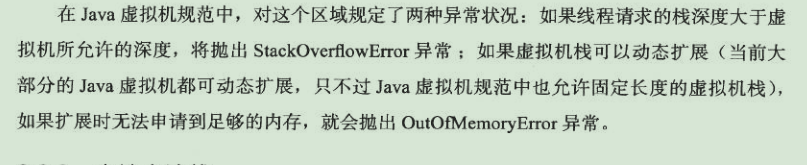 在 Java 虚拟机规范中，对这个区域规定了两种异常状况：如果线程请求的栈深度大于虚
拟机所允许的深度，将抛出 StackOverflowError 异常；如果虚拟机栈可以动态扩展（当前大
部分的 Java 虚拟机都可动态扩展，只不过 Java 虚拟机规范中也允许固定长度的虚拟机栈），
如果扩展时无法申请到足够的内存，就会抛出 OutOfMemoryError 异常。